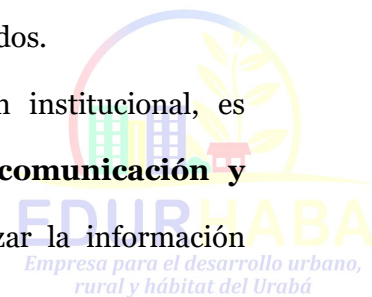 dos.
n institucional, es
comunicación y
zar la información
EDURHABA
Empresa para el desarrollo urbano,
rural y hábitat del Urabá